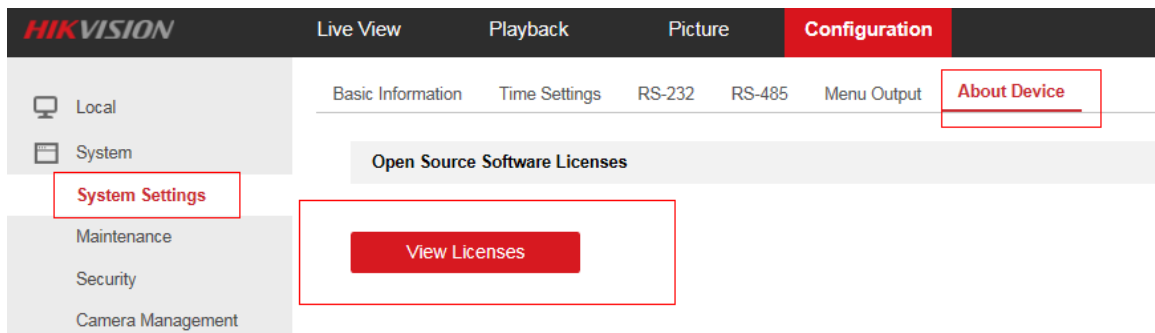 HIKVISION Live View Playback Picture Configuration
Basic Information Time Settings RS-232 RS-485 Menu Output About Device
Local
System
Open Source Software Licenses
System Settings
Maintenance
View Licenses
Security
Camera Management